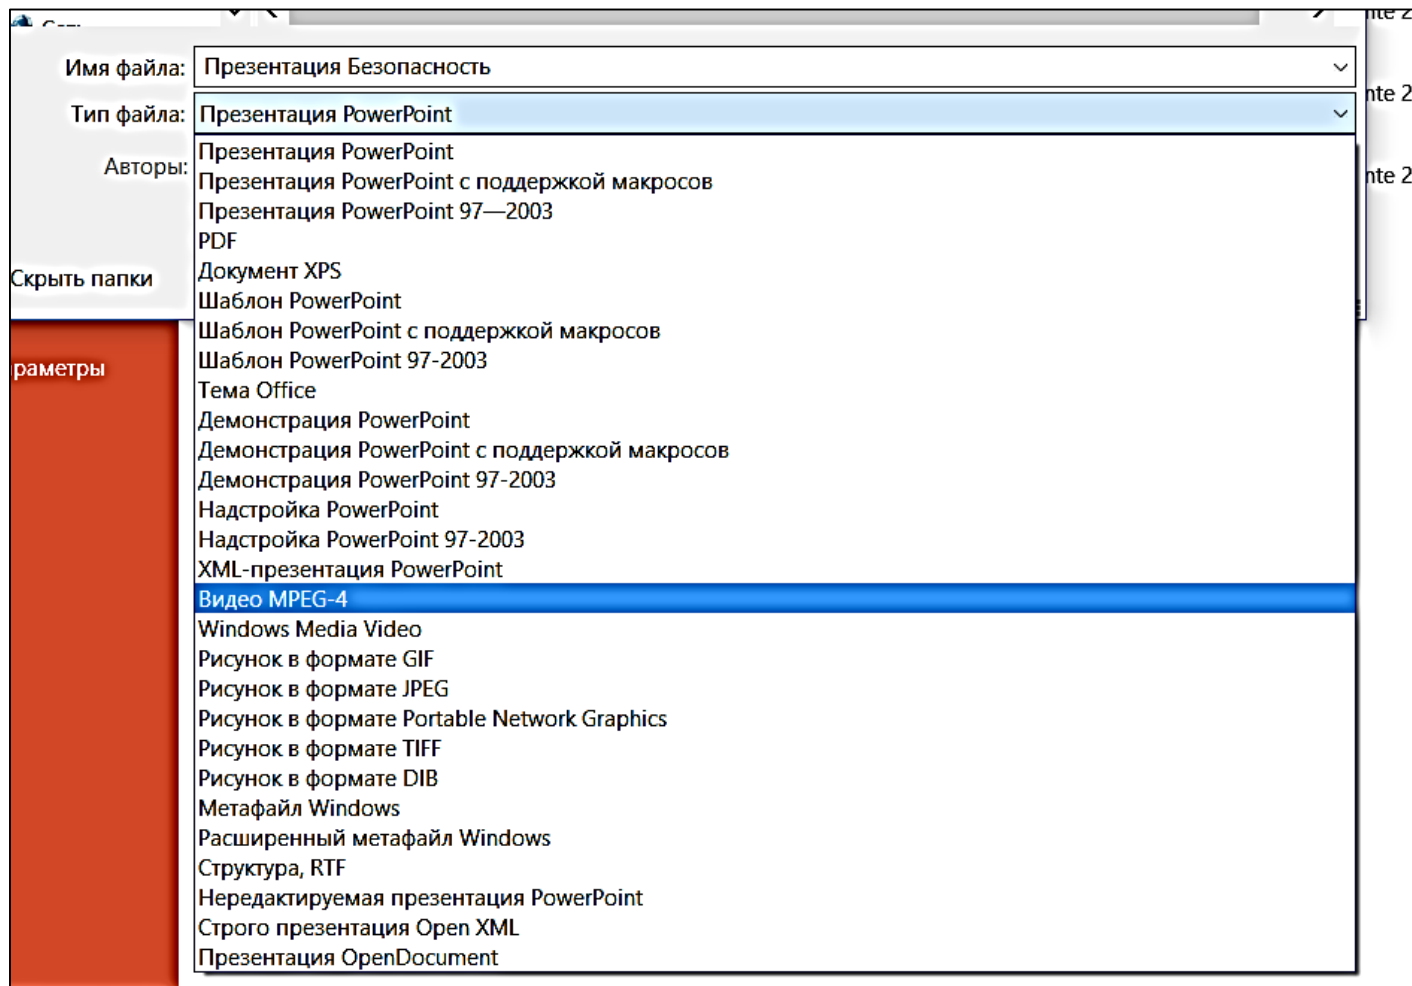 Имя файла: Презентация Безопасность
Тип файла: Презентация PowerPoint
Авторы:
Презентация PowerPoint
Презентация PowerPoint с поддержкой макросов
Презентация PowerPoint 97—2003
PDF
Документ XPS
Шаблон PowerPoint
Шаблон PowerPoint с поддержкой макросов
Шаблон PowerPoint 97-2003
Тема Office
Демонстрация PowerPoint
Демонстрация PowerPoint с поддержкой макросов
Демонстрация PowerPoint 97-2003
Надстройка PowerPoint
Надстройка PowerPoint 97-2003
XML-презентация PowerPoint
Видео MPEG-4
Windows Media Video
Рисунок в формате GIF
Рисунок в формате JPEG
Рисунок в формате Portable Network Graphics
Рисунок в формате TIFF
Рисунок в формате DIB
Метафайл Windows
Расширенный метафайл Windows
Структура, RTF
Нередактируемая презентация PowerPoint
Строго презентация Open XML
Презентация OpenDocument
Скрыть папки
раметры
nte 2
nte 2